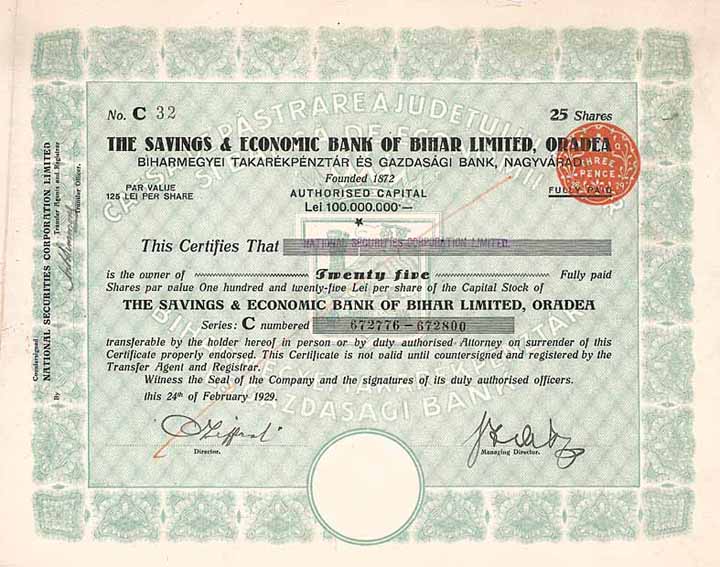 No. C 32
25 Shares
THE SAVINGS & ECONOMIC BANK OF BIHAR LIMITED, ORADEA
BIHARMEGYEI TAKARÉKPÉNZTÁR ÉS GAZDASÁGI BANK, NAGYVÁRAD
Founded 1872
PAR VALUE
125 LEI PER SHARE
AUTHORISED CAPITAL
Lei 100.000.000·—
FULLY PAID
THREE
PENCE
This Certifies That NATIONAL SECURITIES CORPORATION LIMITED.
is the owner of Twenty five Fully paid
Shares par value One hundred and twenty-five Lei per share of the Capital Stock of
THE SAVINGS & ECONOMIC BANK OF BIHAR LIMITED, ORADEA
Series: C numbered 672776–672800
transferable by the holder hereof in person or by duly authorised Attorney on surrender of this
Certificate properly endorsed. This Certificate is not valid until countersigned and registered by the
Transfer Agent and Registrar.
Witness the Seal of the Company and the signatures of its duly authorised officers.
this 24th of February 1929.
Director.
Managing Director.
Countersigned:
NATIONAL SECURITIES CORPORATION LIMITED
Transfer Agents and Registrar
By
Transfer Officer.